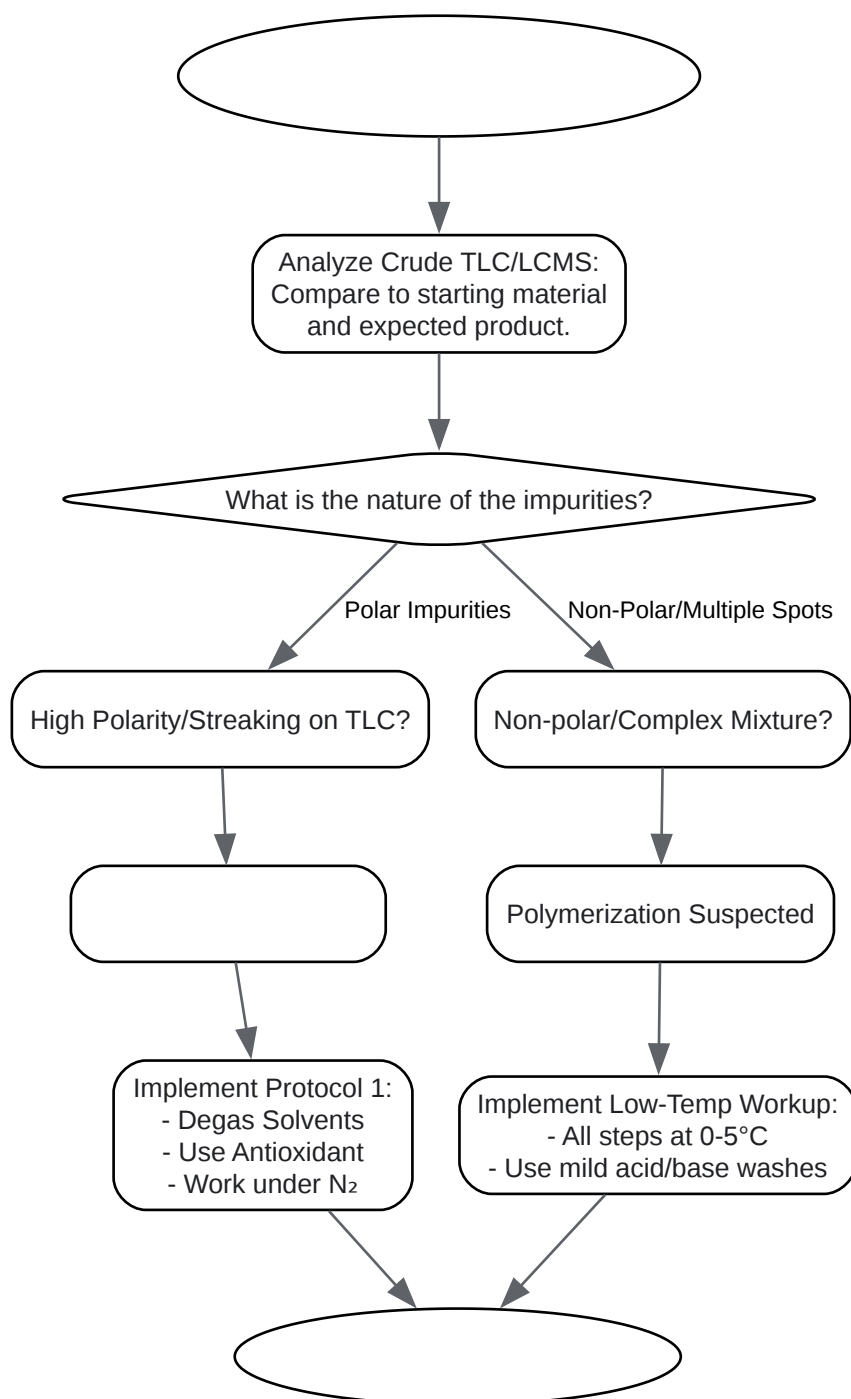 Analyze Crude TLC/LCMS:
Compare to starting material
and expected product.
What is the nature of the impurities?
Polar Impurities
Non-Polar/Multiple Spots
High Polarity/Streaking on TLC?
Non-polar/Complex Mixture?
Polymerization Suspected
Implement Protocol 1:
- Degas Solvents
- Use Antioxidant
- Work under N₂
Implement Low-Temp Workup:
- All steps at 0-5°C
- Use mild acid/base washes